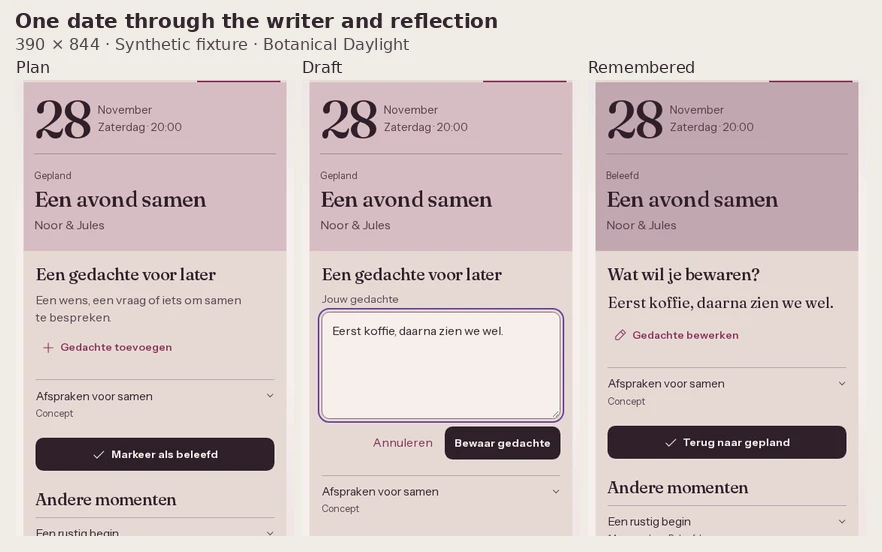 One date through the writer and reflection
390 × 844 · Synthetic fixture · Botanical Daylight
Plan
28
November
Zaterdag · 20:00
Gepland
Een avond samen
Noor & Jules
Een gedachte voor later
Een wens, een vraag of iets om samen
te bespreken.
Gedachte toevoegen
Afspraken voor samen
Concept
Markeer als beleefd
Andere momenten
Een rustig begin
Draft
28
November
Zaterdag · 20:00
Gepland
Een avond samen
Noor & Jules
Een gedachte voor later
Jouw gedachte
Eerst koffie, daarna zien we wel.
Annuleren
Bewaar gedachte
Afspraken voor samen
Concept
Remembered
28
November
Zaterdag · 20:00
Beleefd
Een avond samen
Noor & Jules
Wat wil je bewaren?
Eerst koffie, daarna zien we wel.
Gedachte bewerken
Afspraken voor samen
Concept
Terug naar gepland
Andere momenten
Een rustig begin